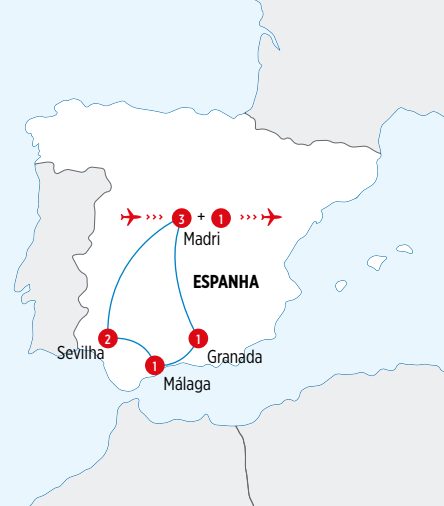 3 + 1
Madri
ESPANHA
2
1
Sevilha
Granada
1
Málaga